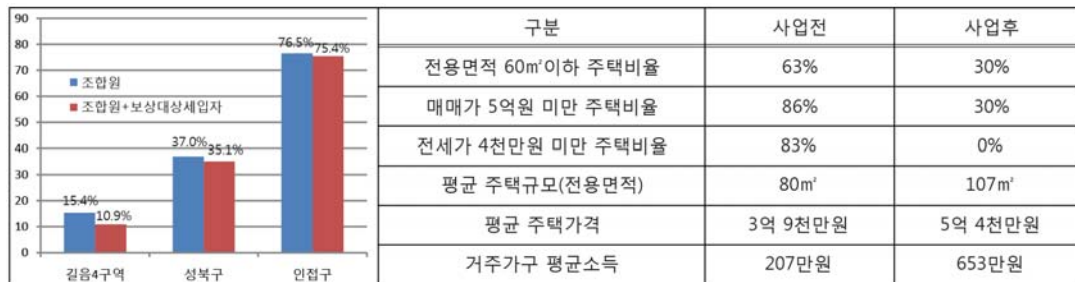 90
80
70
60
50
40
30
20
10
0
조합원
조합원+보상대상세입자
15.4%
10.9%
37.0%
35.1%
76.5%
75.4%
길음4구역 성북구 인접구
구분 사업전 사업후
전용면적 60㎡이하 주택비율 63% 30%
매매가 5억원 미만 주택비율 86% 30%
전세가 4천만원 미만 주택비율 83% 0%
평균 주택규모(전용면적) 80㎡ 107㎡
평균 주택가격 3억 9천만원 5억 4천만원
거주가구 평균소득 207만원 653만원